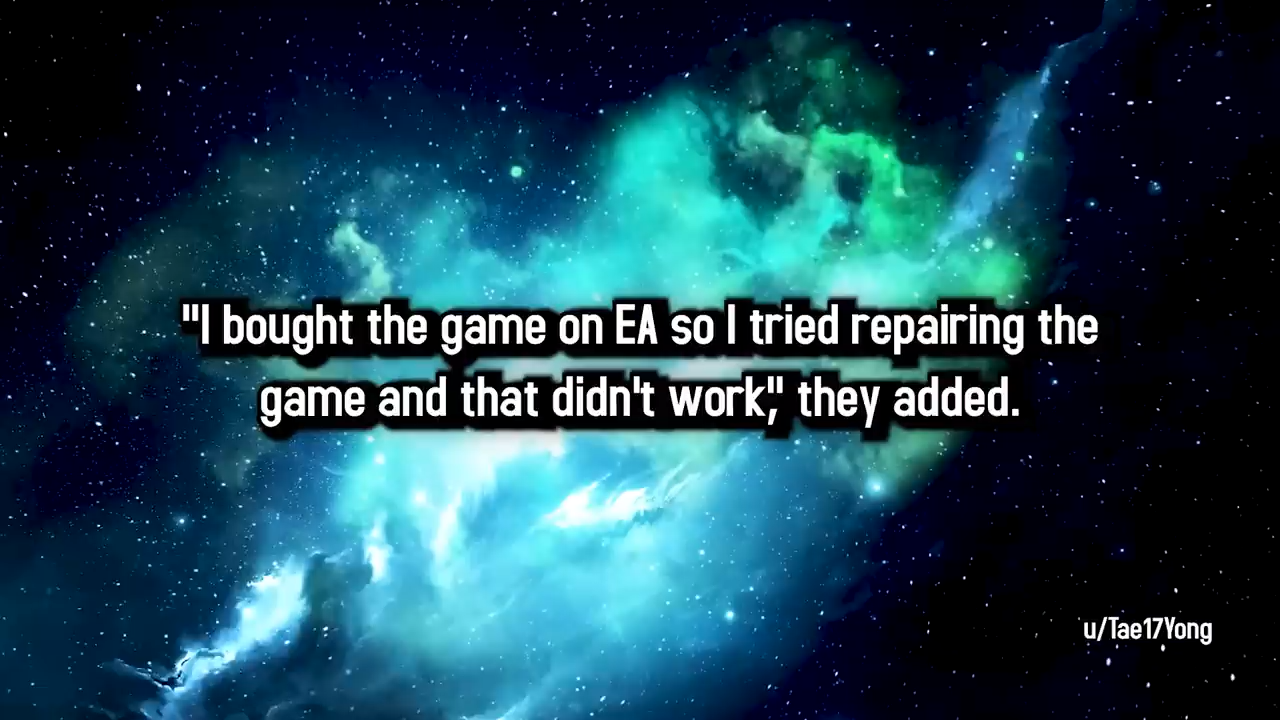 "I bought the game on EA so I tried repairing the
game and that didn't work," they added.
u/Tae17Yong